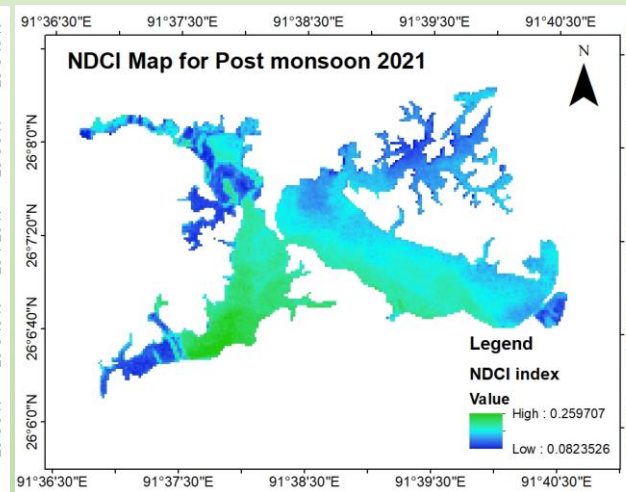 91°36'30"E 91°37'30"E 91°38'30"E 91°39'30"E 91°40'30"E
NDCI Map for Post monsoon 2021
N
26°8'0"N
26°7'20"N
26°6'40"N
26°6'0"N
Legend
NDCI index
Value
High : 0.259707
Low : 0.0823526
91°36'30"E 91°37'30"E 91°38'30"E 91°39'30"E 91°40'30"E